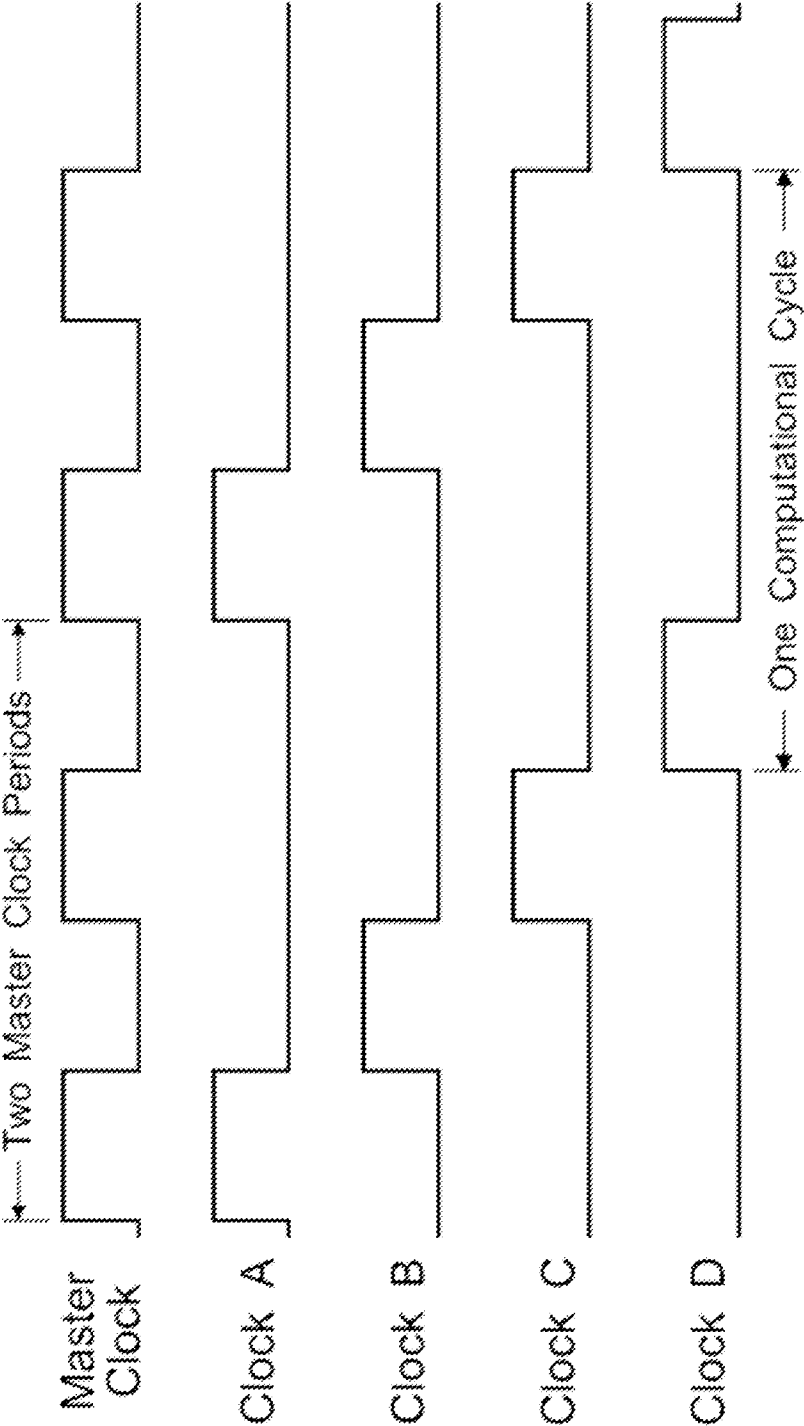 Two Master Clock Periods
Master
Clock
Clock A
Clock B
Clock C
Clock D
One Computational Cycle